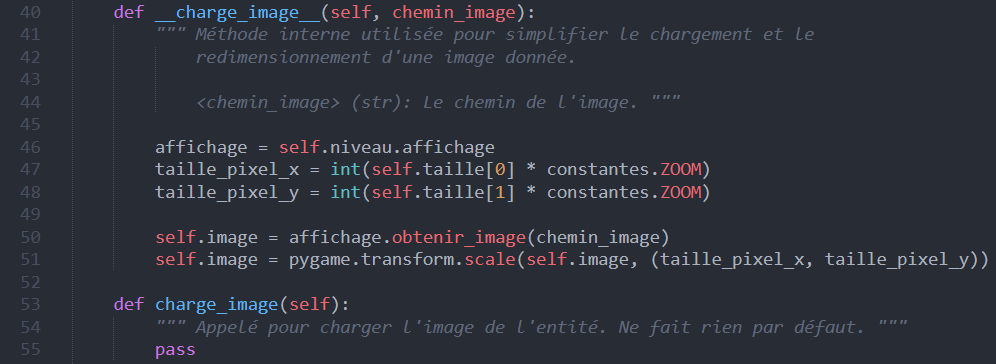 40 def __charge_image__(self, chemin_image):
41 """ Méthode interne utilisée pour simplifier le chargement et le
42 redimensionnement d'une image donnée.
43
44 <chemin_image> (str): Le chemin de l'image. """
45
46 affichage = self.niveau.affichage
47 taille_pixel_x = int(self.taille[0] * constantes.ZOOM)
48 taille_pixel_y = int(self.taille[1] * constantes.ZOOM)
49
50 self.image = affichage.obtenir_image(chemin_image)
51 self.image = pygame.transform.scale(self.image, (taille_pixel_x, taille_pixel_y))
52
53 def charge_image(self):
54 """ Appelé pour charger l'image de l'entité. Ne fait rien par défaut. """
55 pass